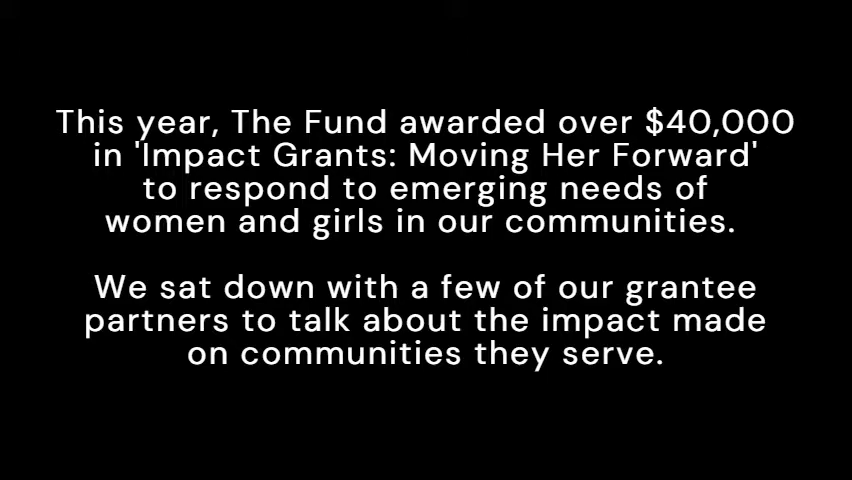 This year, The Fund awarded over $40,000
in 'Impact Grants: Moving Her Forward'
to respond to emerging needs of
women and girls in our communities.
We sat down with a few of our grantee
partners to talk about the impact made
on communities they serve.